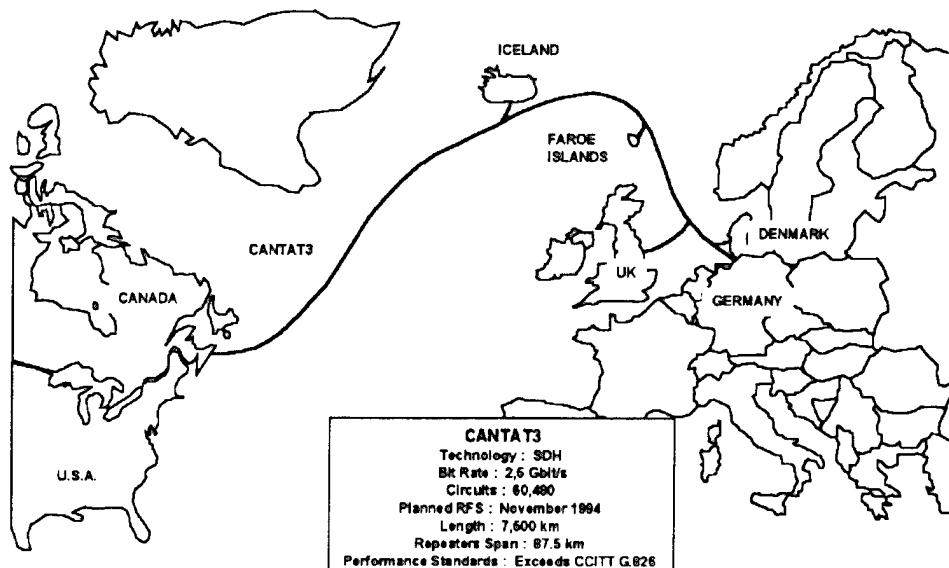 ICELAND
FAROE
ISLANDS
CANTAT3
DENMARK
CANADA
UK
GERMANY
U.S.A.
CANTAT3
Technology : SDH
Bit Rate : 2,5 Gbit/s
Circuits : 60,480
Planned RFS : November 1994
Length : 7,500 km
Repeaters Span : 87.5 km
Performance Standards : Exceeds CCITT G.826